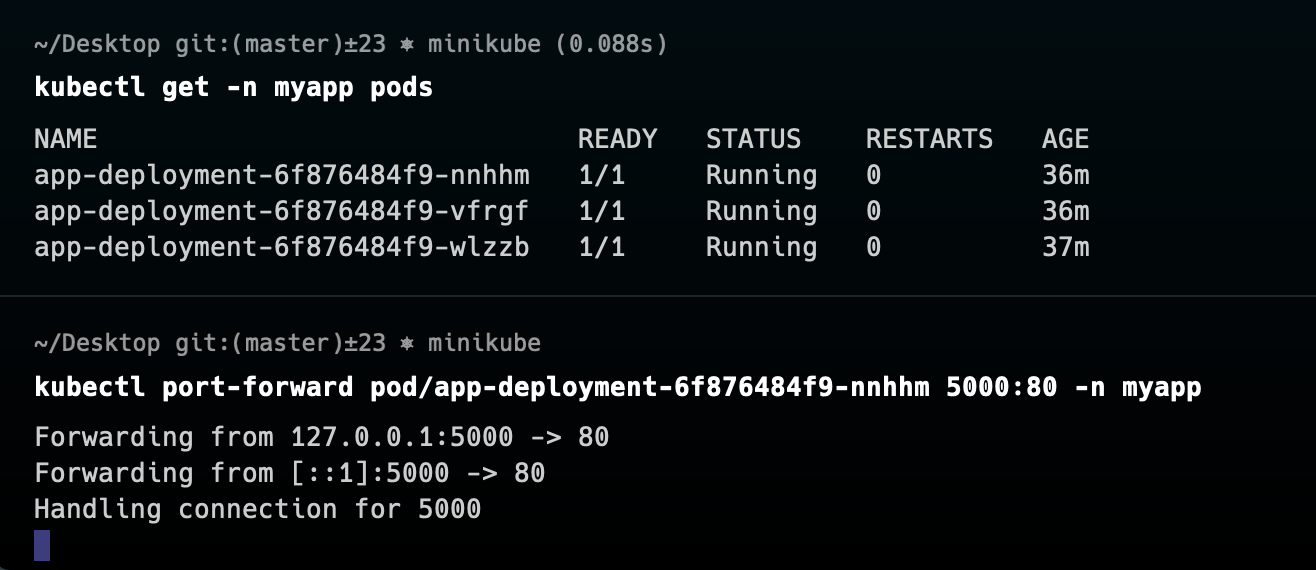 ~/Desktop git:(master)±23 ⎈ minikube (0.088s)
kubectl get -n myapp pods
NAME READY STATUS RESTARTS AGE
app-deployment-6f876484f9-nnhhm 1/1 Running 0 36m
app-deployment-6f876484f9-vfrgf 1/1 Running 0 36m
app-deployment-6f876484f9-wlzzb 1/1 Running 0 37m
~/Desktop git:(master)±23 ⎈ minikube
kubectl port-forward pod/app-deployment-6f876484f9-nnhhm 5000:80 -n myapp
Forwarding from 127.0.0.1:5000 -> 80
Forwarding from [::1]:5000 -> 80
Handling connection for 5000